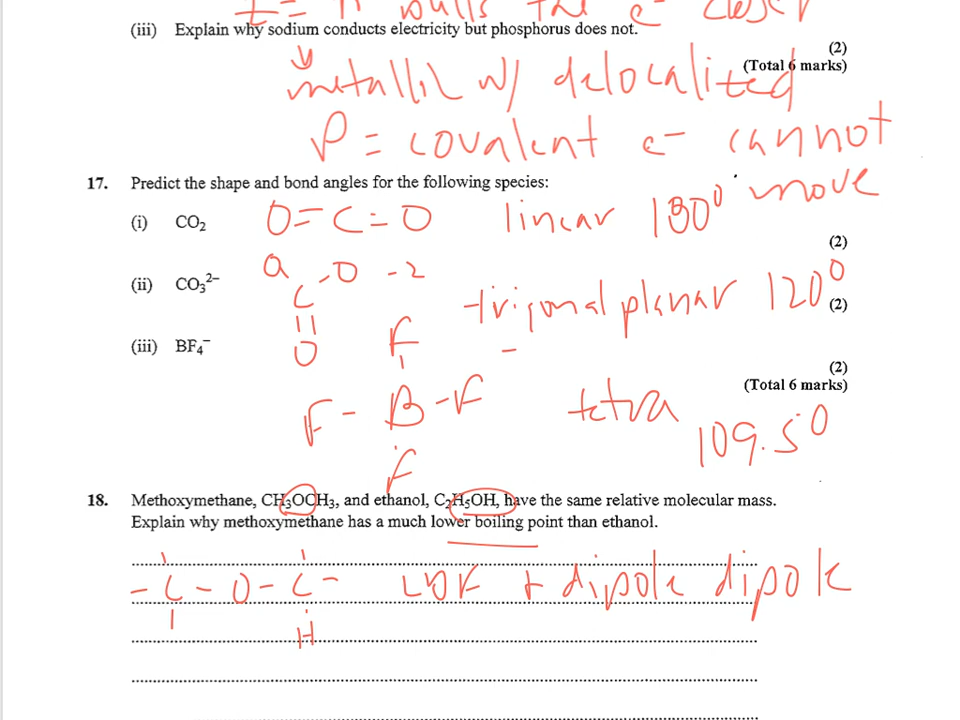 (iii) Explain why sodium conducts electricity but phosphorus does not.
(2)
(Total 6 marks)
metallic w/ delocalized
P = covalent e- cannot
move
17. Predict the shape and bond angles for the following species:
(i) CO2 O=C=O linear 180°
(2)
(ii) CO3 2− -O -2
C
trigonal planar 120°
(2)
O
(iii) BF4− F −
(2)
(Total 6 marks)
F - B - F tetra 109.5°
F
18. Methoxymethane, CH3OCH3, and ethanol, C2H5OH, have the same relative molecular mass.
Explain why methoxymethane has a much lower boiling point than ethanol.
- C - O - C - LDF + dipole dipole
H